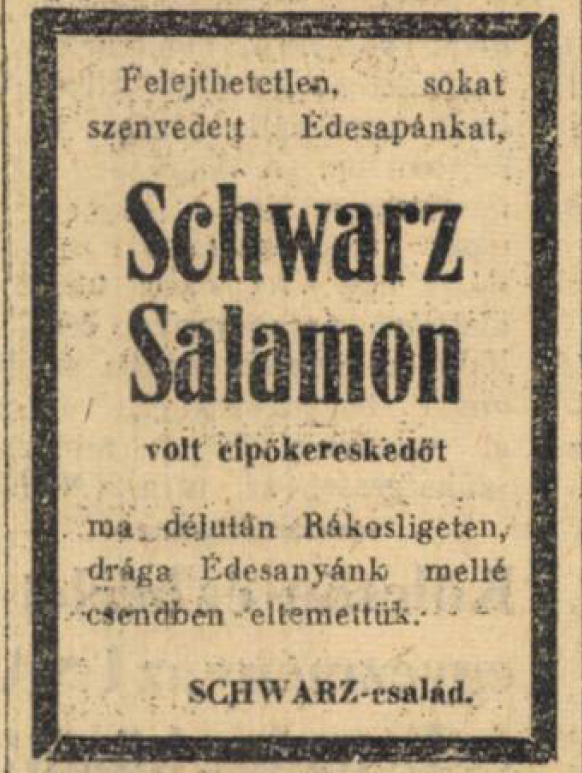 Felejthetetlen, sokat
szenvedett Édesapánkat,
Schwarz
Salamon
volt cipőkereskedőt
ma délután Rákosligeten,
drága Édesanyánk mellé
csendben eltemettük.
SCHWARZ-család.